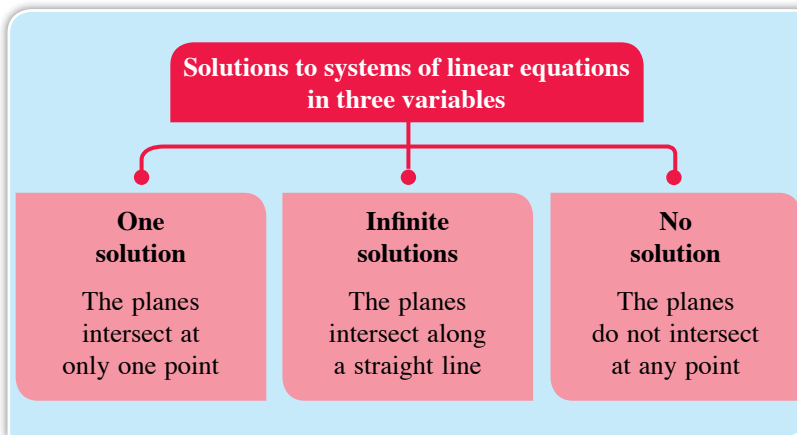 Solutions to systems of linear equations
in three variables
One
solution
The planes
intersect at
only one point
Infinite
solutions
The planes
intersect along
a straight line
No
solution
The planes
do not intersect
at any point